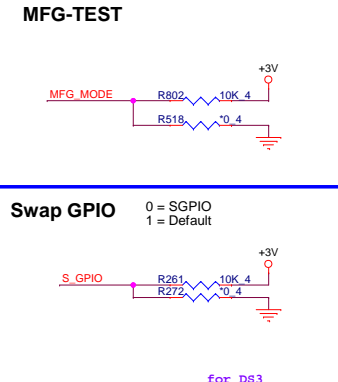 MFG-TEST
+3V
MFG_MODE R802 10K_4
R518 *0_4
Swap GPIO 0 = SGPIO
1 = Default
+3V
S_GPIO R261 10K_4
R272 *0_4
for DS3